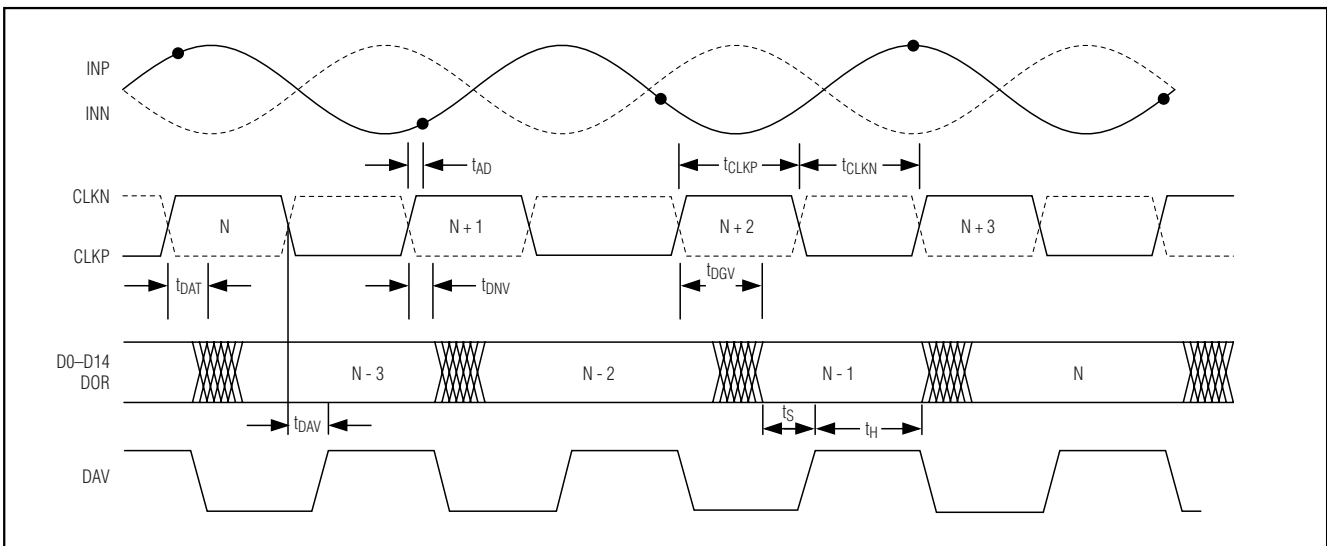 INP
INN
tAD
tCLKP
tCLKN
CLKN
N
N + 1
N + 2
N + 3
CLKP
tDAT
tDNV
tDGV
D0–D14
DOR
N - 3
N - 2
N - 1
N
tDAV
tS
tH
DAV